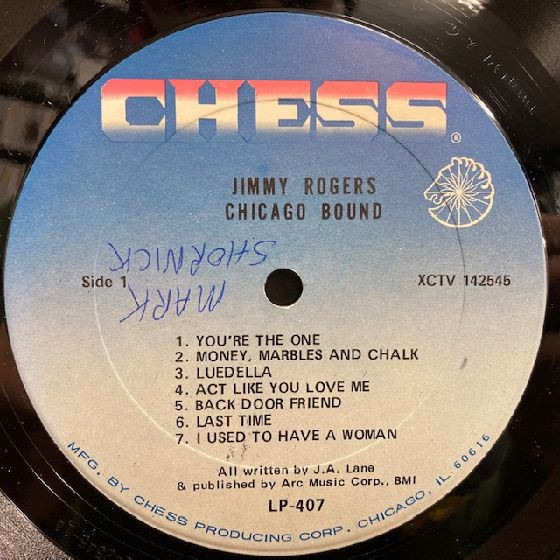 CHESS
®
JIMMY ROGERS
CHICAGO BOUND
MARK
SHORNICK
Side 1
XCTV 142545
1. YOU'RE THE ONE
2. MONEY, MARBLES AND CHALK
3. LUEDELLA
4. ACT LIKE YOU LOVE ME
5. BACK DOOR FRIEND
6. LAST TIME
7. I USED TO HAVE A WOMAN
All written by J.A. Lane
& published by Arc Music Corp., BMI
LP-407
MFG. BY CHESS PRODUCING CORP. CHICAGO, IL 60616